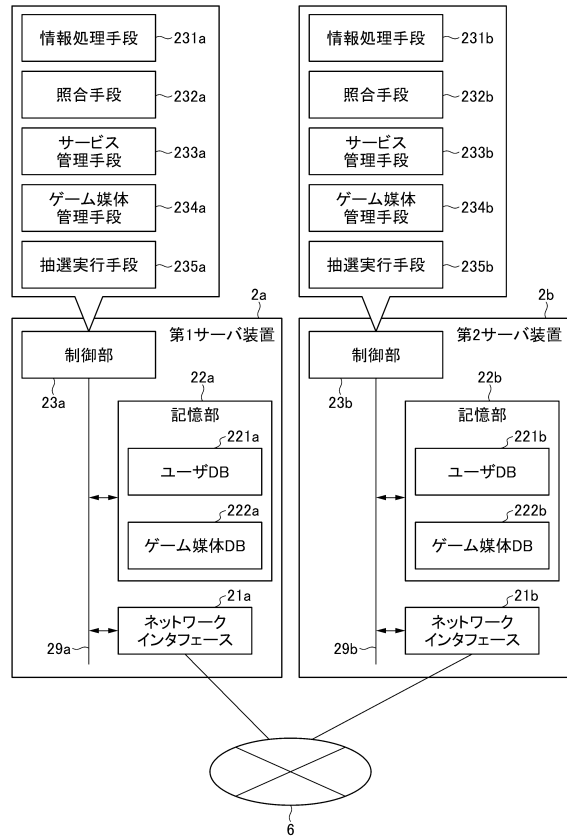 情報処理手段
231a
照合手段
232a
サービス
管理手段
233a
ゲーム媒体
管理手段
234a
抽選実行手段
235a
情報処理手段
231b
照合手段
232b
サービス
管理手段
233b
ゲーム媒体
管理手段
234b
抽選実行手段
235b
2a
第1サーバ装置
制御部
23a
22a
記憶部
221a
ユーザDB
222a
ゲーム媒体DB
21a
ネットワーク
インタフェース
29a
2b
第2サーバ装置
制御部
23b
22b
記憶部
221b
ユーザDB
222b
ゲーム媒体DB
21b
ネットワーク
インタフェース
29b
6